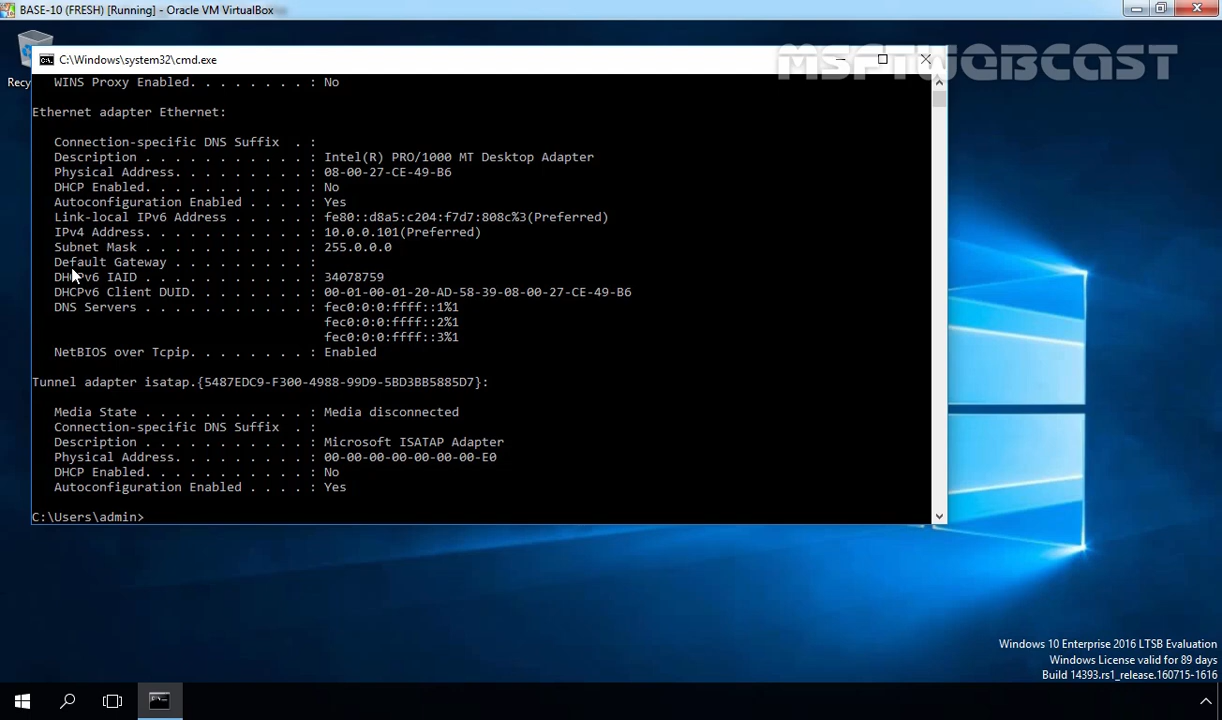 BASE-10 (FRESH) [Running] - Oracle VM VirtualBox
MSFTWEBCAST
C:\Windows\system32\cmd.exe
Recy
WINS Proxy Enabled. . . . . . . . : No
Ethernet adapter Ethernet:
Connection-specific DNS Suffix  . :
Description . . . . . . . . . . . : Intel(R) PRO/1000 MT Desktop Adapter
Physical Address. . . . . . . . . : 08-00-27-CE-49-B6
DHCP Enabled. . . . . . . . . . . : No
Autoconfiguration Enabled . . . . : Yes
Link-local IPv6 Address . . . . . : fe80::d8a5:c204:f7d7:808c%3(Preferred)
IPv4 Address. . . . . . . . . . . : 10.0.0.101(Preferred)
Subnet Mask . . . . . . . . . . . : 255.0.0.0
Default Gateway . . . . . . . . . :
DHCPv6 IAID . . . . . . . . . . . : 34078759
DHCPv6 Client DUID. . . . . . . . : 00-01-00-01-20-AD-58-39-08-00-27-CE-49-B6
DNS Servers . . . . . . . . . . . : fec0:0:0:ffff::1%1
fec0:0:0:ffff::2%1
fec0:0:0:ffff::3%1
NetBIOS over Tcpip. . . . . . . . : Enabled
Tunnel adapter isatap.{5487EDC9-F300-4988-99D9-5BD3BB5885D7}:
Media State . . . . . . . . . . . : Media disconnected
Connection-specific DNS Suffix  . :
Description . . . . . . . . . . . : Microsoft ISATAP Adapter
Physical Address. . . . . . . . . : 00-00-00-00-00-00-00-E0
DHCP Enabled. . . . . . . . . . . : No
Autoconfiguration Enabled . . . . : Yes
C:\Users\admin>
Windows 10 Enterprise 2016 LTSB Evaluation
Windows License valid for 89 days
Build 14393.rs1_release.160715-1616